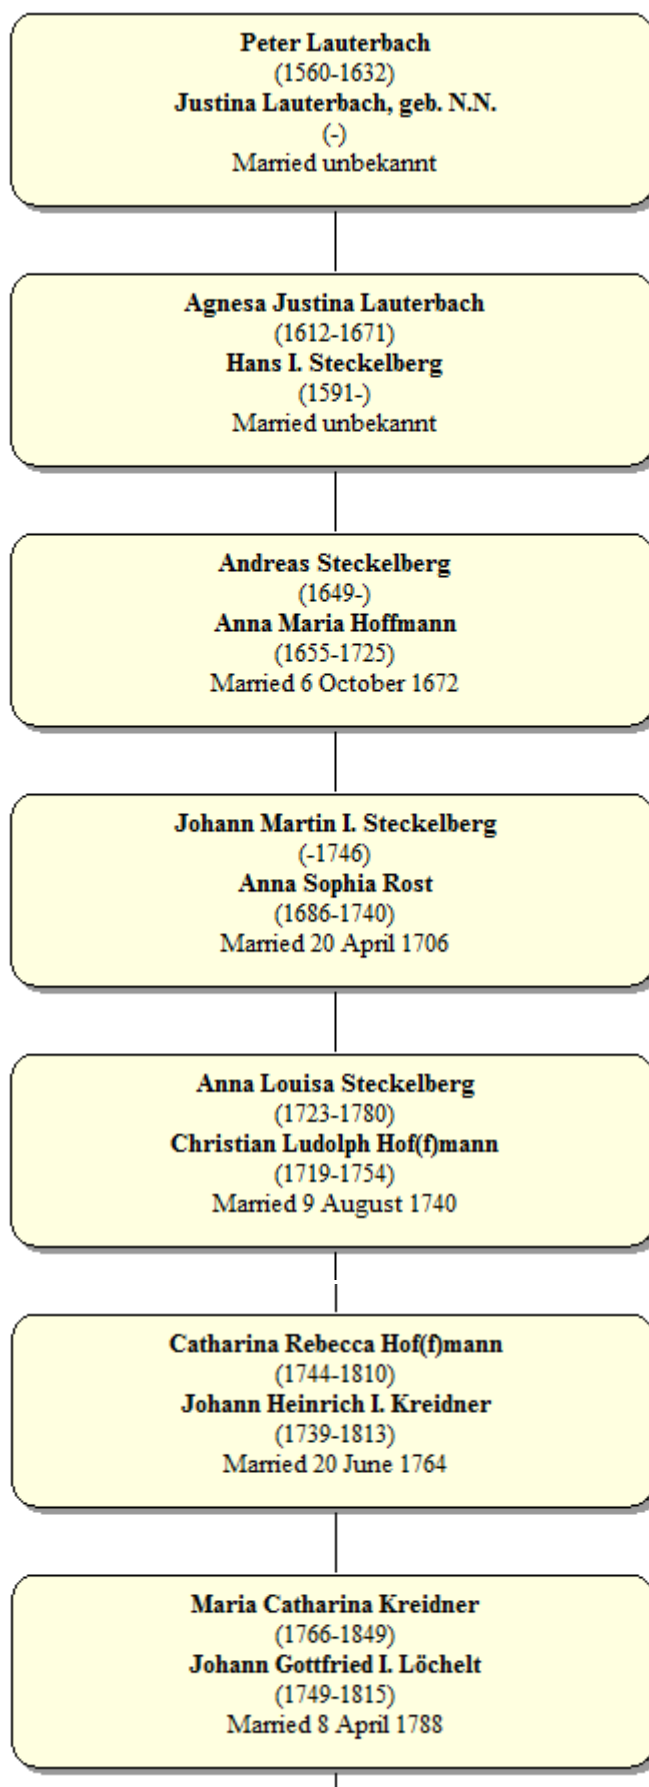 Peter Lauterbach
(1560-1632)
Justina Lauterbach, geb. N.N.
(-)
Married unbekannt
Agnesa Justina Lauterbach
(1612-1671)
Hans I. Steckelberg
(1591-)
Married unbekannt
Andreas Steckelberg
(1649-)
Anna Maria Hoffmann
(1655-1725)
Married 6 October 1672
Johann Martin I. Steckelberg
(-1746)
Anna Sophia Rost
(1686-1740)
Married 20 April 1706
Anna Louisa Steckelberg
(1723-1780)
Christian Ludolph Hof(f)mann
(1719-1754)
Married 9 August 1740
Catharina Rebecca Hof(f)mann
(1744-1810)
Johann Heinrich I. Kreidner
(1739-1813)
Married 20 June 1764
Maria Catharina Kreidner
(1766-1849)
Johann Gottfried I. Löchelt
(1749-1815)
Married 8 April 1788